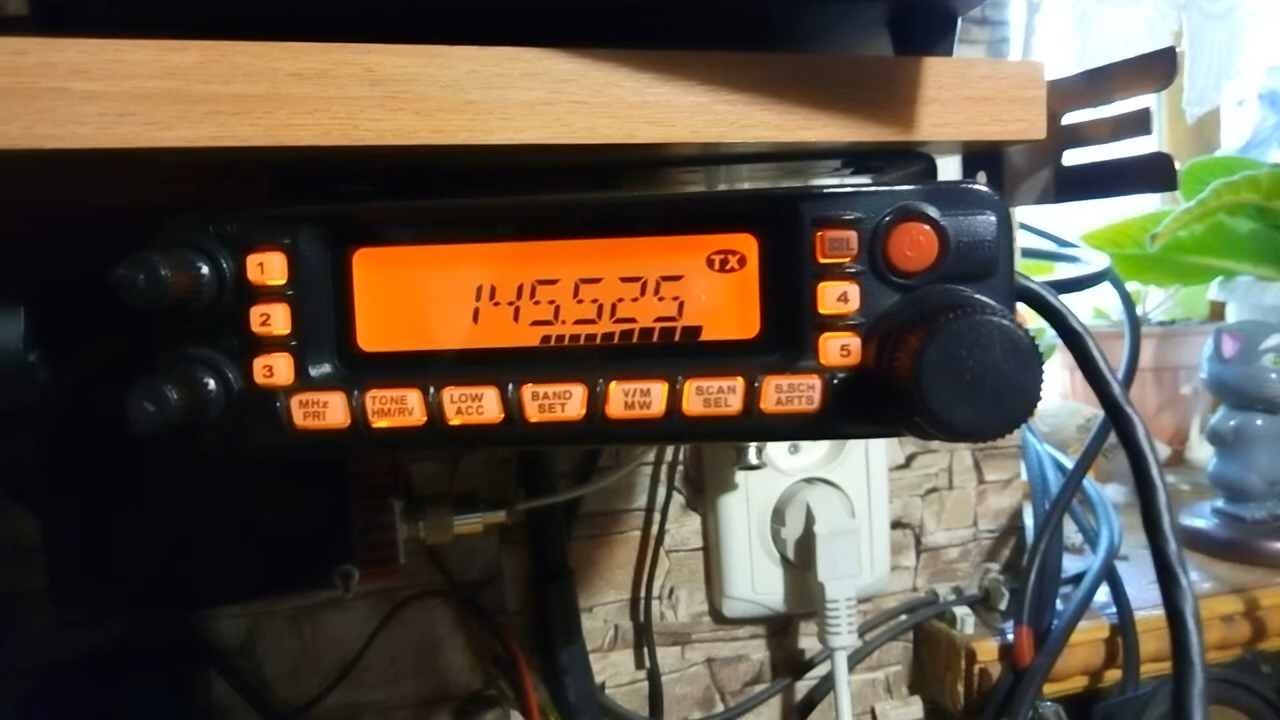 1
2
3
TX
145.525
L
4
5
PWR
MHz
PRI
TONE
HM/RV
LOW
ACC
BAND
SET
V/M
MW
SCAN
SEL
S.SCH
ARTS